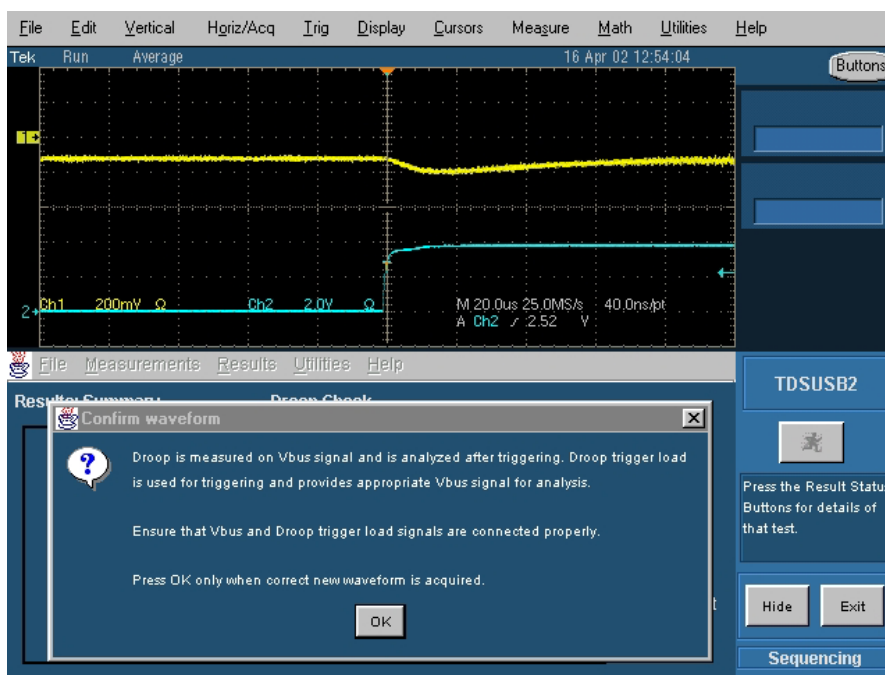 File Edit Vertical Horiz/Acq Trig Display Cursors Measure Math Utilities Help
Tek Run Average 16 Apr 02 12:54:04
Buttons
1
Ch1 200mV Ω Ch2 2.0V Ω M 20.0us 25.0MS/s 40.0ns/pt
A Ch2 / 2.52 V
2
File Measurements Results Utilities Help
TDSUSB2
Confirm waveform
Droop is measured on Vbus signal and is analyzed after triggering. Droop trigger load
is used for triggering and provides appropriate Vbus signal for analysis.
Ensure that Vbus and Droop trigger load signals are connected properly.
Press OK only when correct new waveform is acquired.
OK
Press the Result Status
Buttons for details of
that test.
Hide Exit
Sequencing